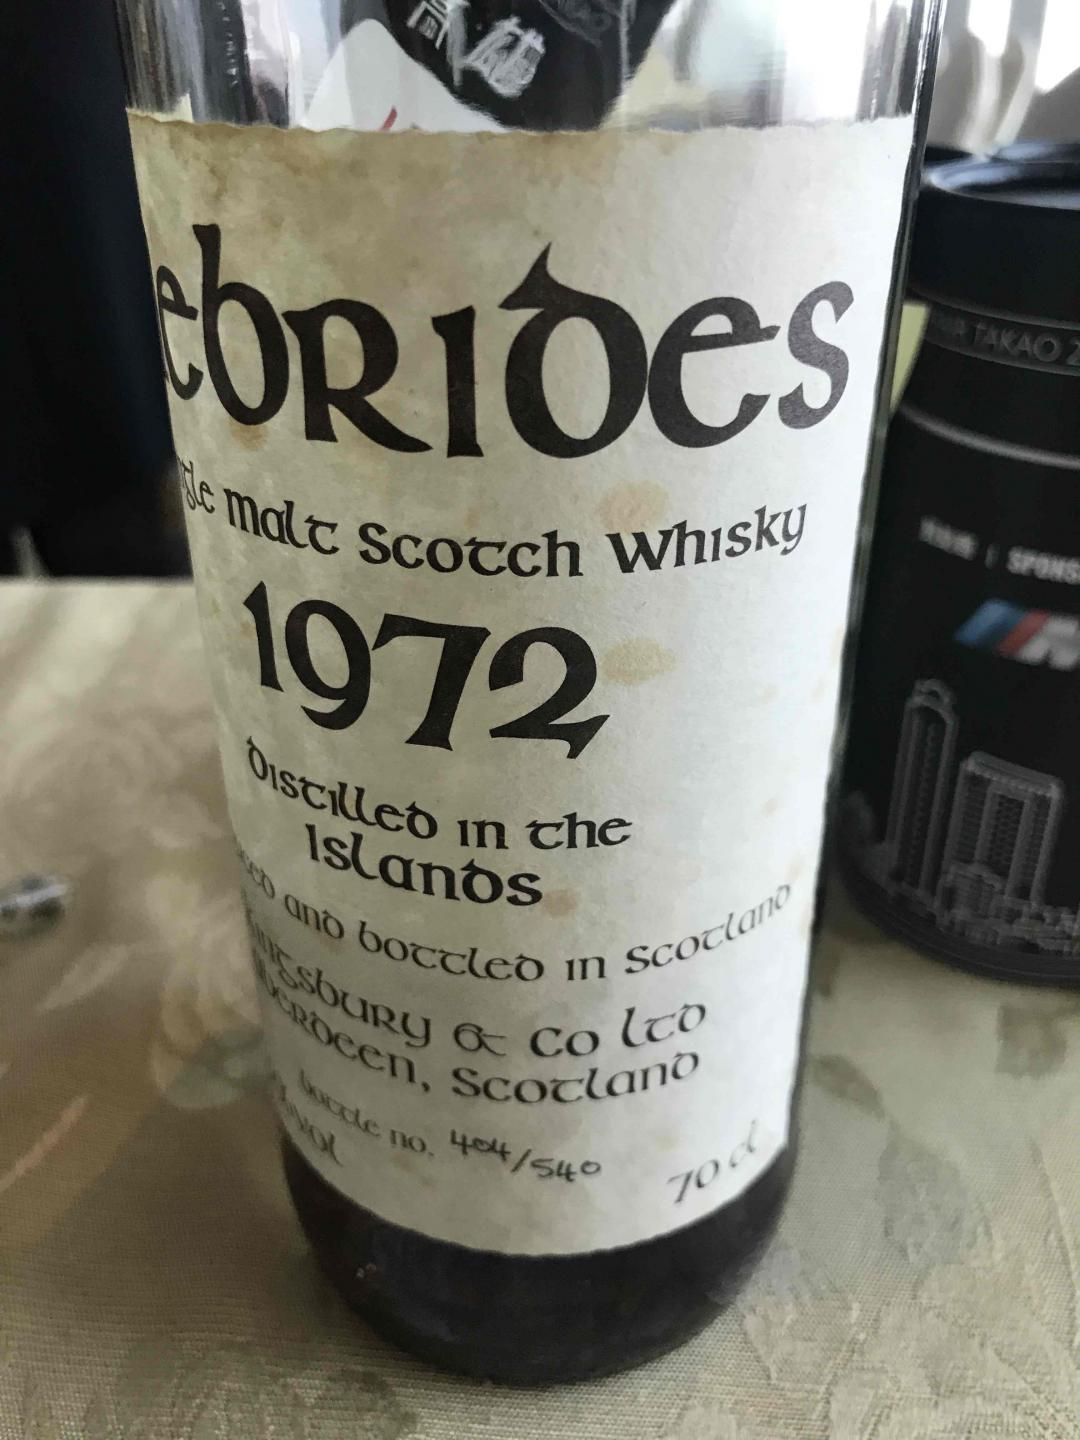 ebrides
Malt Scotch Whisky
1972
Distilled in the
Islands
and bottled in Scotland
& Co Ltd
Scotland
bottle no. 404/540
70 cl
TAKAO